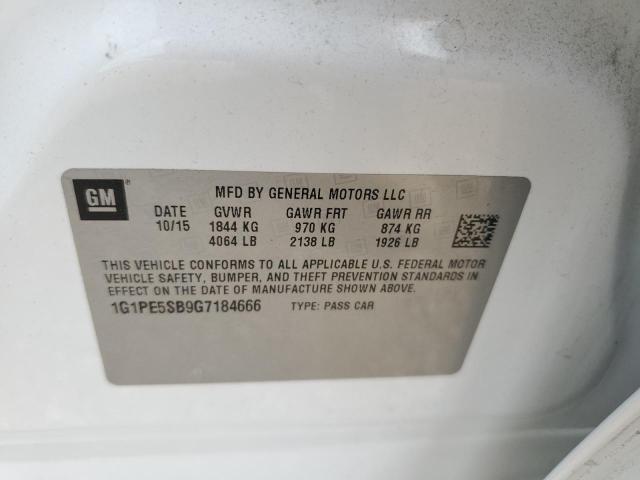 GM
MFD BY GENERAL MOTORS LLC
DATE GVWR GAWR FRT GAWR RR
10/15 1844 KG 970 KG 874 KG
4064 LB 2138 LB 1926 LB
THIS VEHICLE CONFORMS TO ALL APPLICABLE U.S. FEDERAL MOTOR
VEHICLE SAFETY, BUMPER, AND THEFT PREVENTION STANDARDS IN
EFFECT ON THE DATE OF MANUFACTURE SHOWN ABOVE.
1G1PE5SB9G7184666 TYPE: PASS CAR